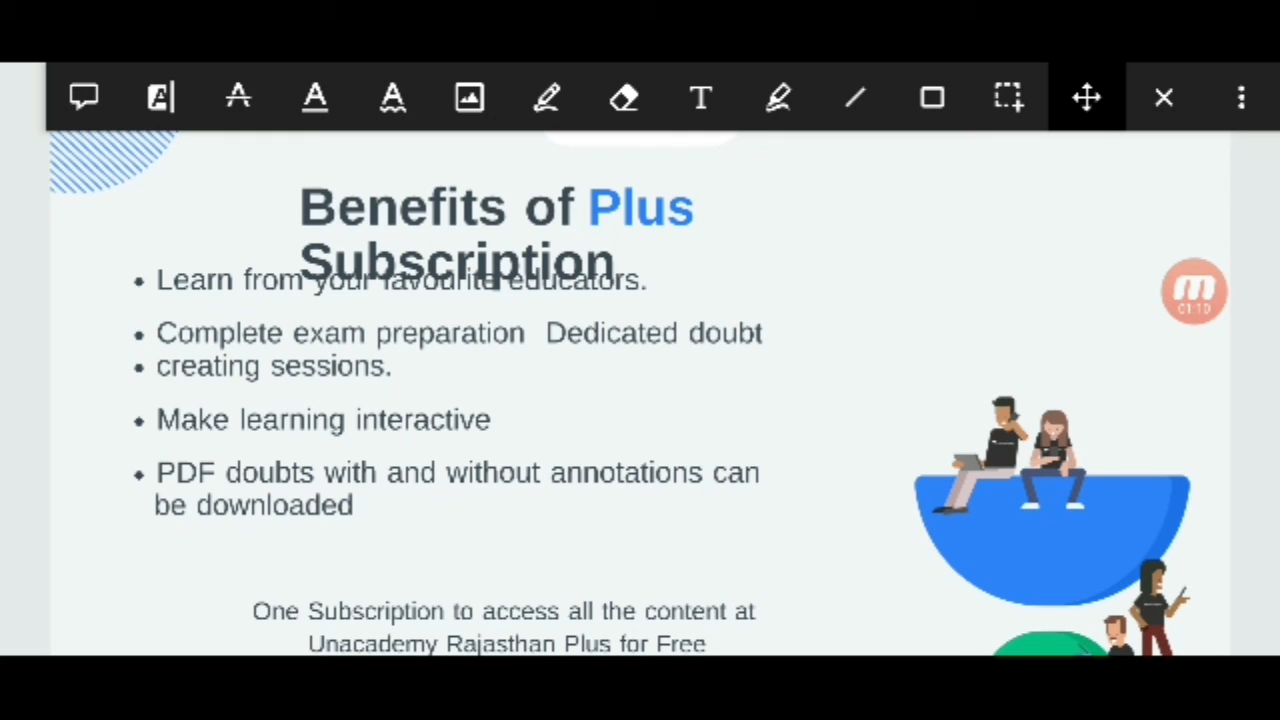 Benefits of Plus
Subscription
• Learn from your favourite educators.
• Complete exam preparation  Dedicated doubt
• creating sessions.
• Make learning interactive
• PDF doubts with and without annotations can
be downloaded
01:10
One Subscription to access all the content at
Unacademy Rajasthan Plus for Free